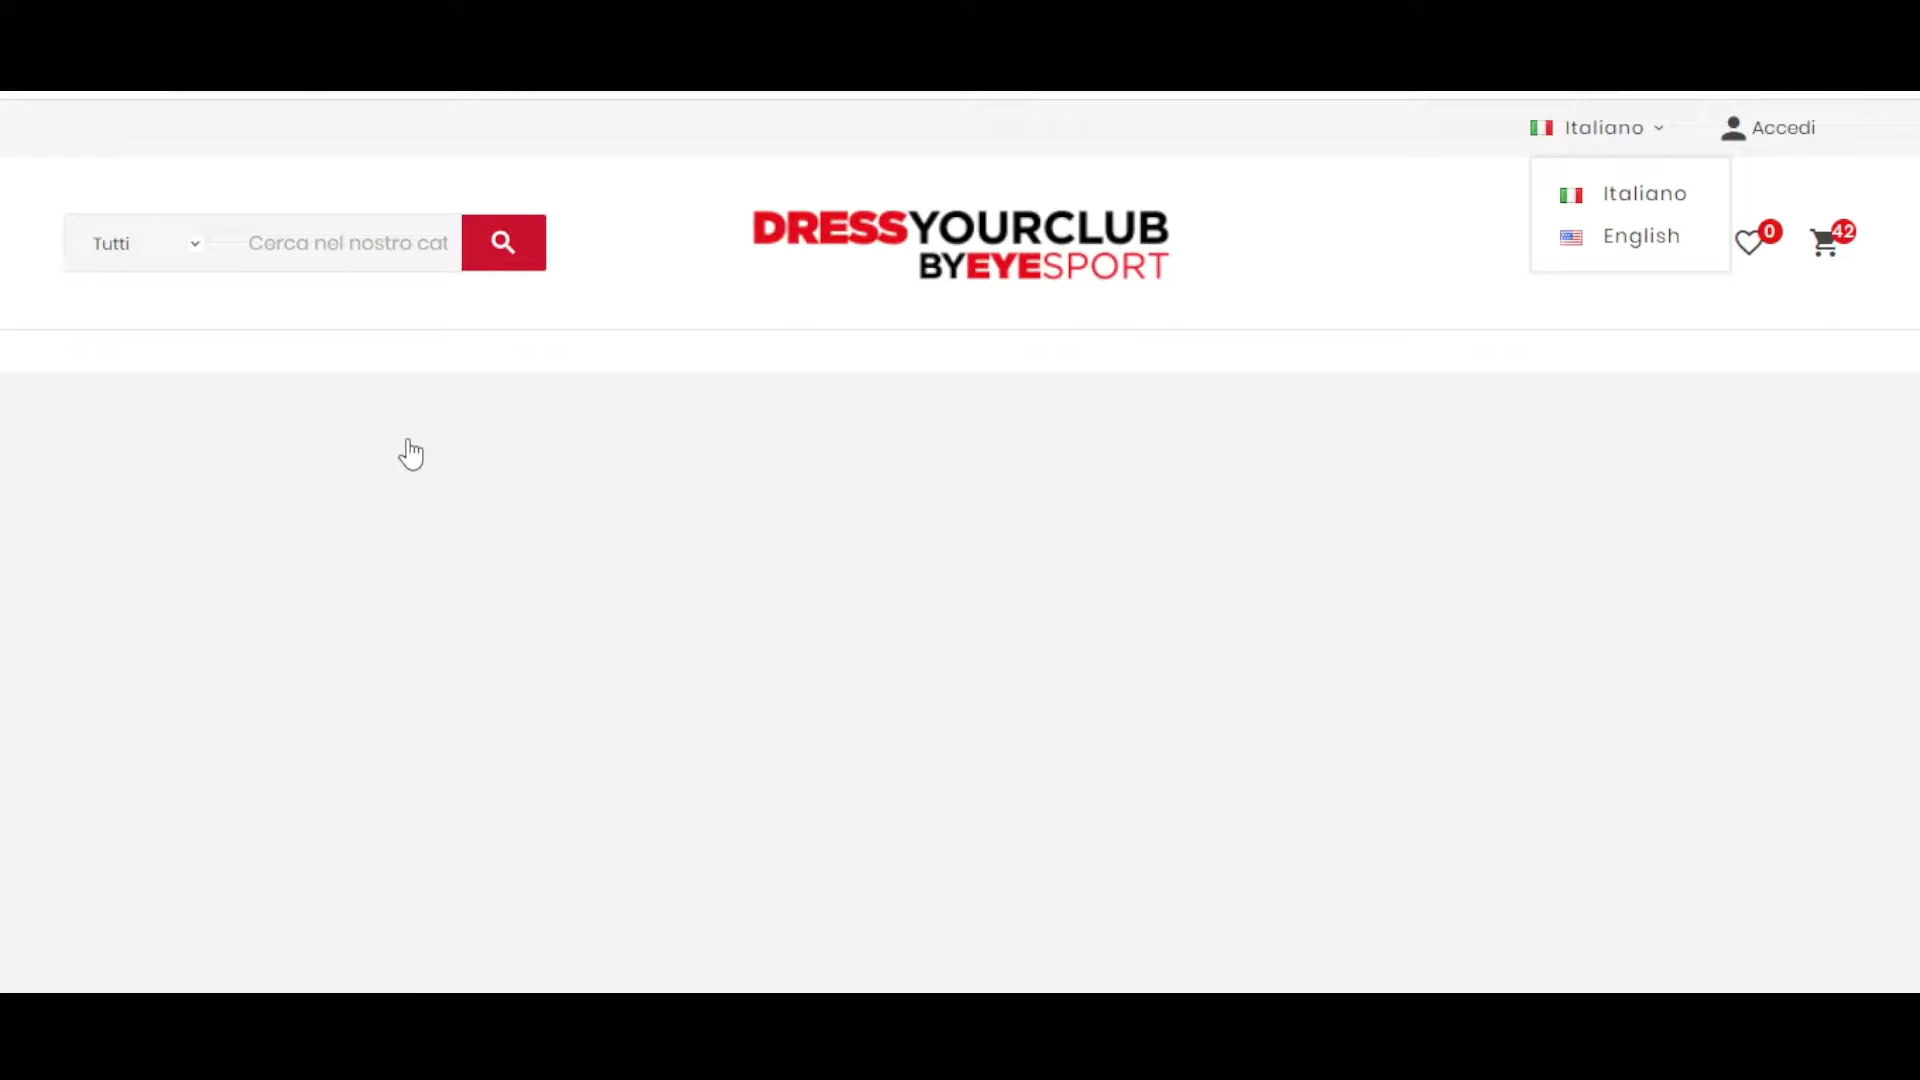 Italiano
Accedi
Tutti
Cerca nel nostro cat
DRESSYOURCLUB
BYEYESPORT
Italiano
English
0
42